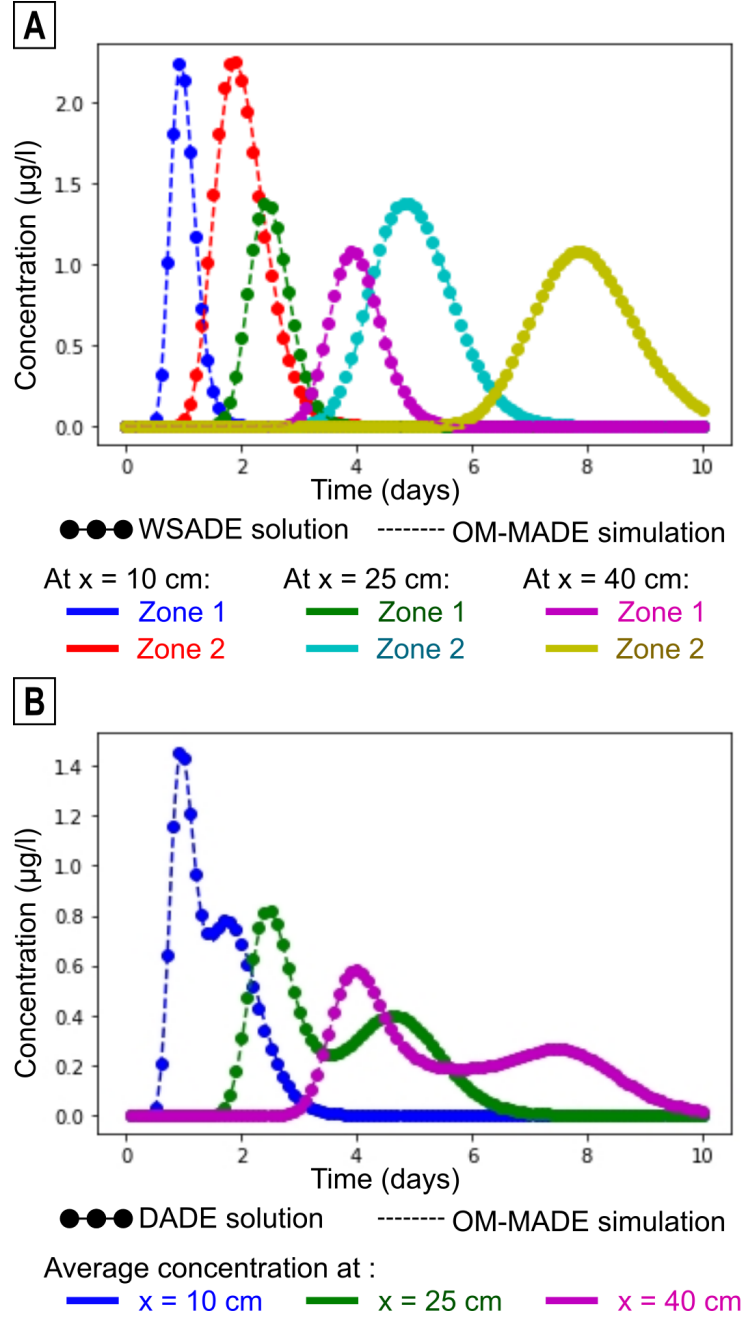 A
Concentration (µg/l)
2.0
1.5
1.0
0.5
0.0
0 2 4 6 8 10
Time (days)
WSADE solution OM-MADE simulation
At x = 10 cm: At x = 25 cm: At x = 40 cm:
Zone 1 Zone 1 Zone 1
Zone 2 Zone 2 Zone 2
B
Concentration (µg/l)
1.4
1.2
1.0
0.8
0.6
0.4
0.2
0.0
0 2 4 6 8 10
Time (days)
DADE solution OM-MADE simulation
Average concentration at :
x = 10 cm x = 25 cm x = 40 cm